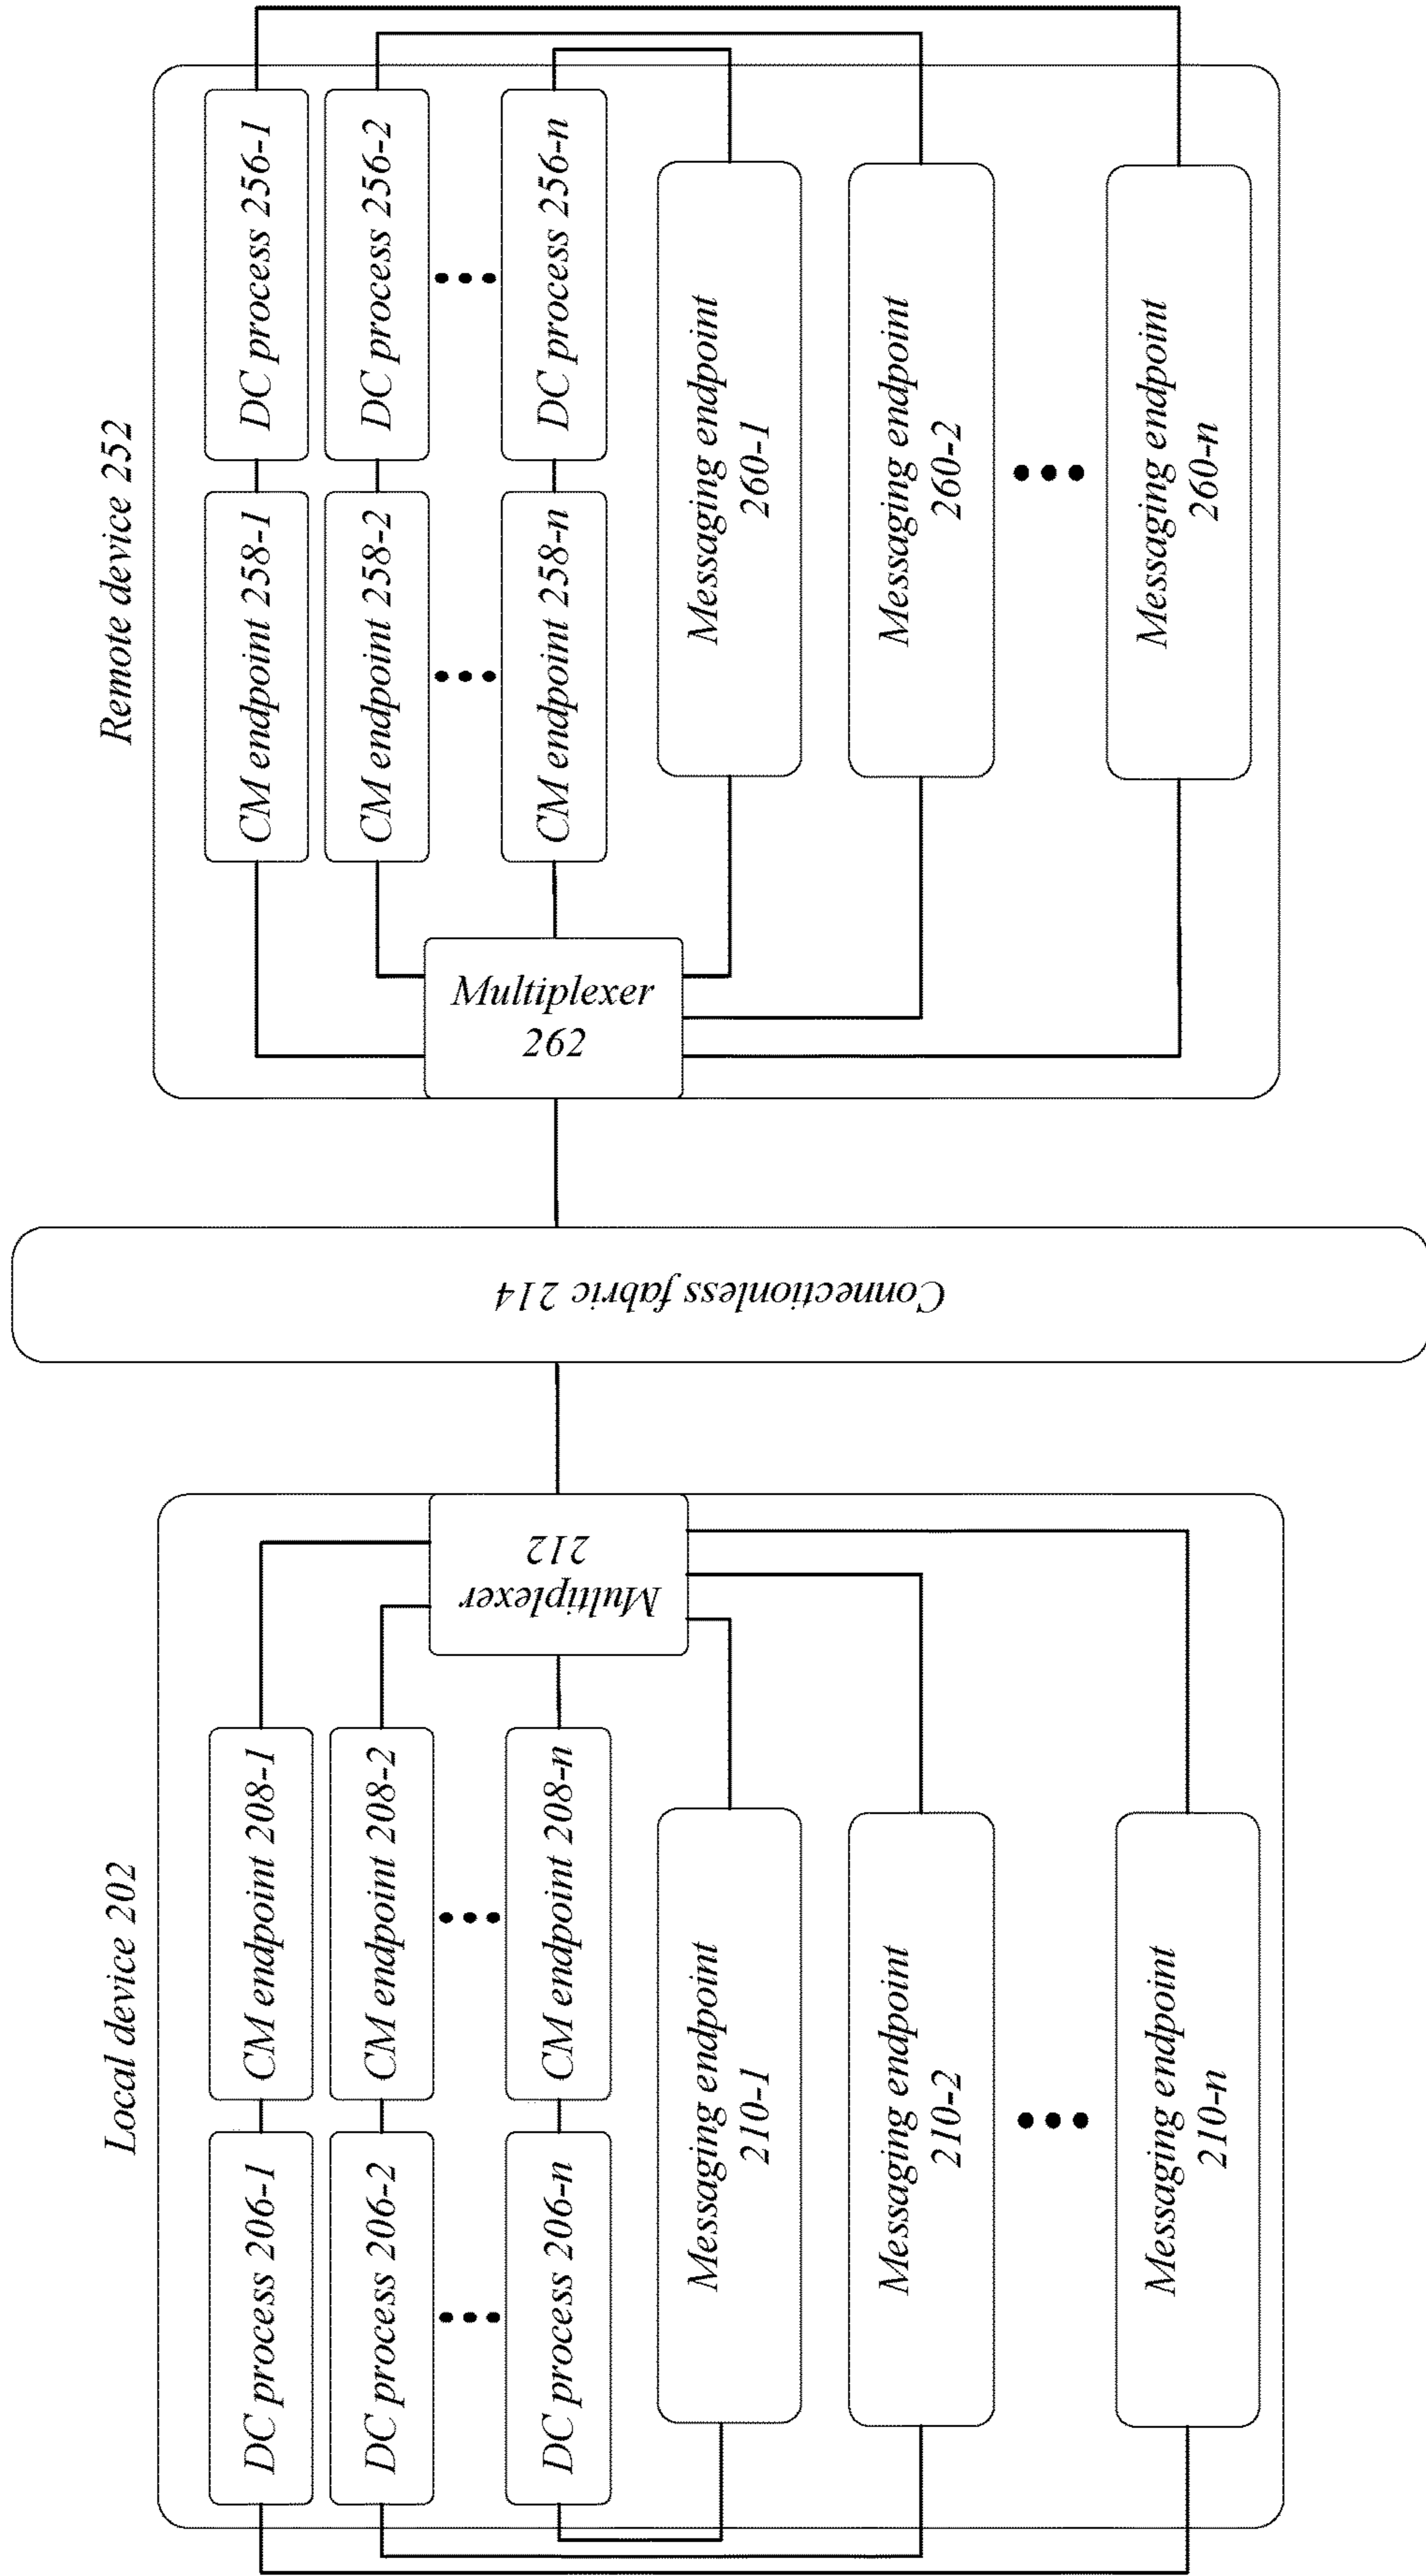 Local device 202
DC process 206-1
CM endpoint 208-1
DC process 206-2
CM endpoint 208-2
DC process 206-n
CM endpoint 208-n
Multiplexer
212
Messaging endpoint
210-1
Messaging endpoint
210-2
Messaging endpoint
210-n
Connectionless fabric 214
Remote device 252
CM endpoint 258-1
DC process 256-1
CM endpoint 258-2
DC process 256-2
CM endpoint 258-n
DC process 256-n
Multiplexer
262
Messaging endpoint
260-1
Messaging endpoint
260-2
Messaging endpoint
260-n